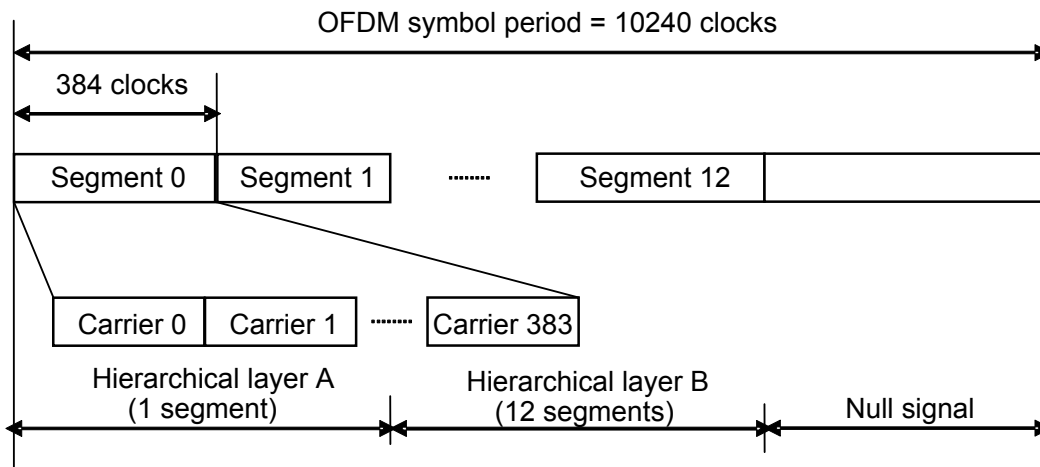 OFDM symbol period = 10240 clocks
384 clocks
Segment 0
Segment 1
Segment 12
Carrier 0
Carrier 1
Carrier 383
Hierarchical layer A
(1 segment)
Hierarchical layer B
(12 segments)
Null signal